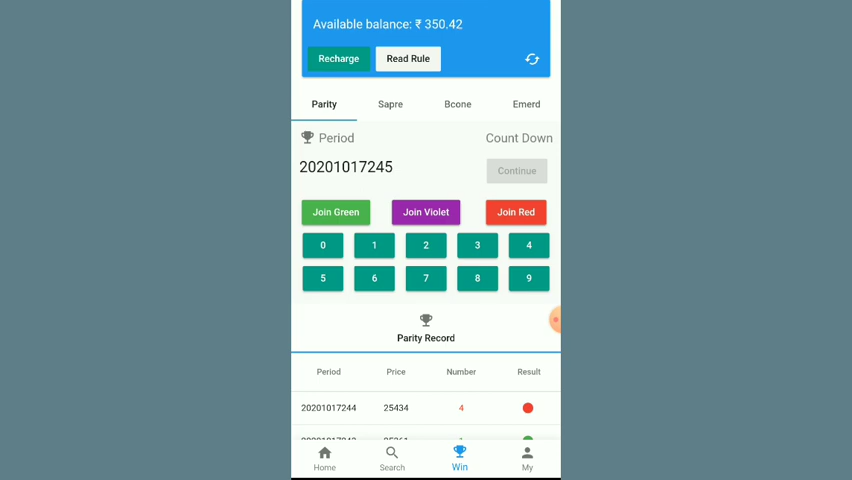 Available balance: ₹ 350.42
Recharge Read Rule
Parity Sapre Bcone Emerd
Period Count Down
20201017245 Continue
Join Green Join Violet Join Red
0 1 2 3 4
5 6 7 8 9
Parity Record
Period Price Number Result
20201017244 25434 4
Home Search Win My